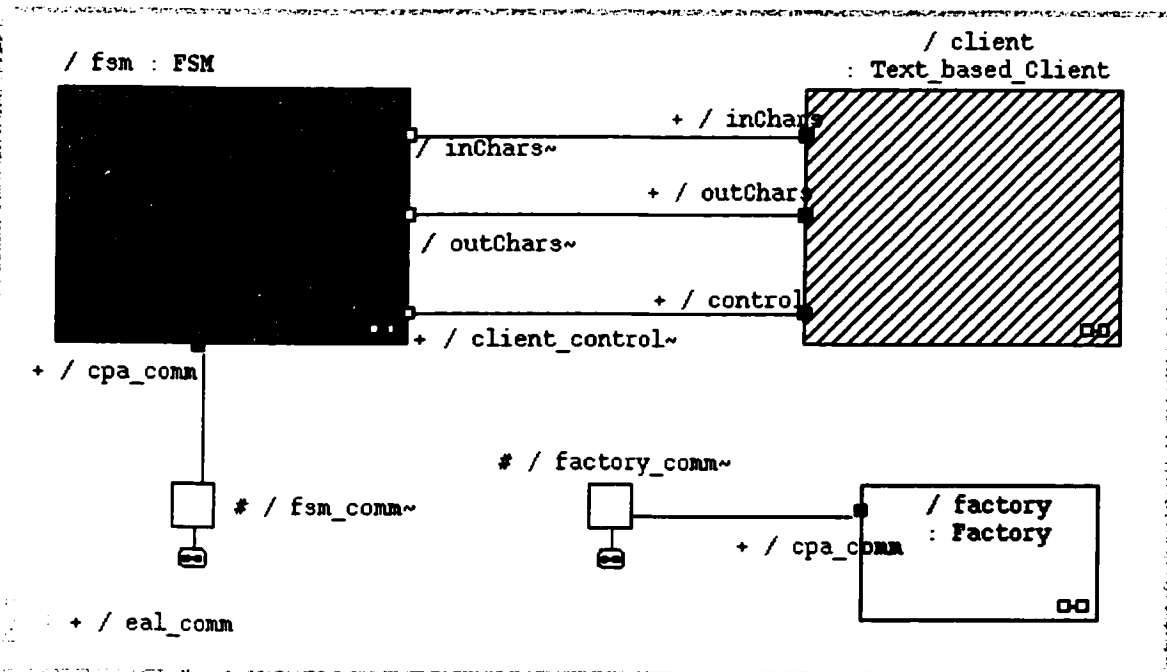 / fsm : FSM
/ client
: Text_based_Client
+ / inChars
/ inChars~
+ / outChars
/ outChars~
+ / control
+ / client_control~
+ / cpa_comm
# / factory_comm~
# / fsm_comm~
/ factory
: Factory
+ / cpa_comm
+ / eal_comm